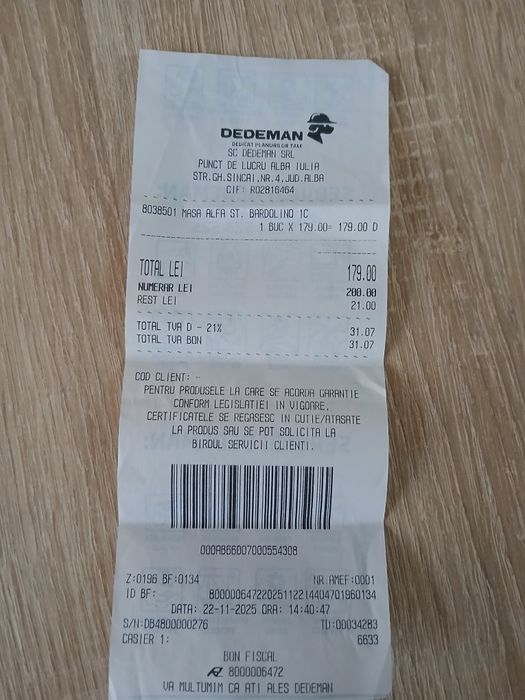 DEDEMAN
DEDICAT PLANURILOR TALE
SC DEDEMAN SRL
PUNCT DE LUCRU ALBA IULIA
STR.GH.SINCAI,NR.4,JUD.ALBA
CIF: RO2816464
8038501 MASA ALFA ST. BARDOLINO 1C
1 BUC X 179.00= 179.00 D
TOTAL LEI 179.00
NUMERAR LEI 200.00
REST LEI 21.00
TOTAL TVA D - 21% 31.07
TOTAL TVA BON 31.07
COD CLIENT: -
PENTRU PRODUSELE LA CARE SE ACORDA GARANTIE
CONFORM LEGISLATIEI IN VIGOARE,
CERTIFICATELE SE REGASESC IN CUTIE/ATASATE
LA PRODUS SAU SE POT SOLICITA LA
BIROUL SERVICII CLIENTI.
000AB66007000554308
Z:0196 BF:0134 NR.AMEF:0001
ID BF: 80000064722025112214404701960134
DATA: 22-11-2025 ORA: 14:40:47
S/N:DB4800000276 TD:00034283
CASIER 1: 6633
BON FISCAL
8000006472
VA MULTUMIM CA ATI ALES DEDEMAN